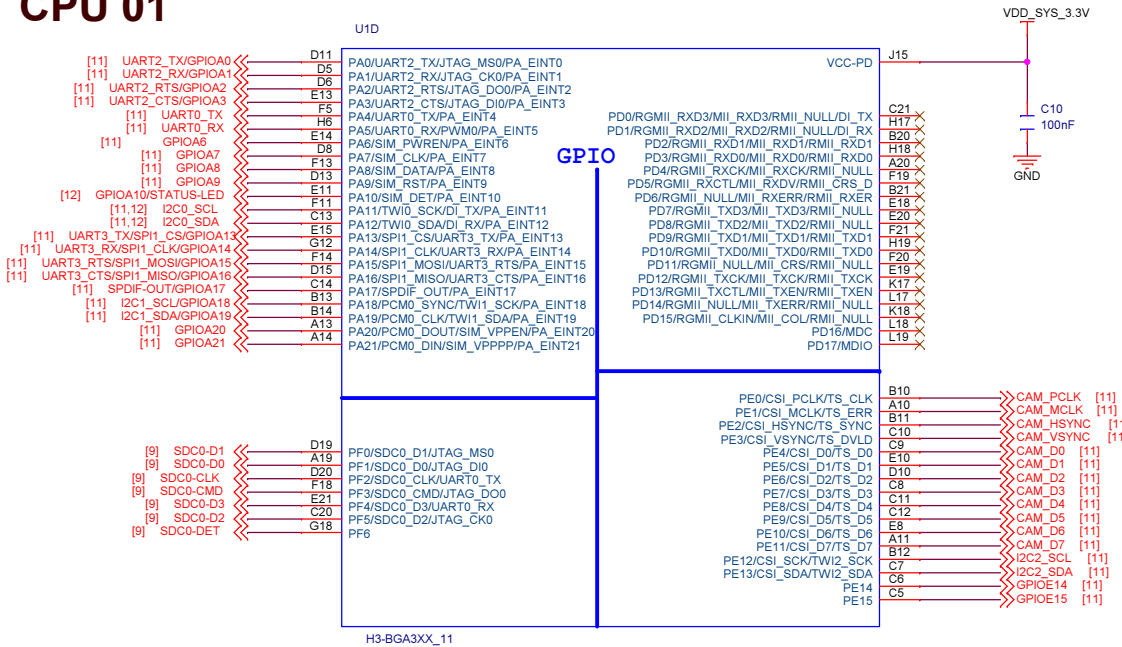 CPU 01
U1D
VDD_SYS_3.3V
GPIO
[11] UART2_TX/GPIOA0 D11 PA0/UART2_TX/JTAG_MS0/PA_EINT0
[11] UART2_RX/GPIOA1 D5 PA1/UART2_RX/JTAG_CK0/PA_EINT1
[11] UART2_RTS/GPIOA2 D6 PA2/UART2_RTS/JTAG_DO0/PA_EINT2
[11] UART2_CTS/GPIOA3 E13 PA3/UART2_CTS/JTAG_DI0/PA_EINT3
[11] UART0_TX F5 PA4/UART0_TX/PA_EINT4
[11] UART0_RX H6 PA5/UART0_RX/PWM0/PA_EINT5
[11] GPIOA6 E14 PA6/SIM_PWREN/PA_EINT6
[11] GPIOA7 D8 PA7/SIM_CLK/PA_EINT7
[11] GPIOA8 F13 PA8/SIM_DATA/PA_EINT8
[11] GPIOA9 D13 PA9/SIM_RST/PA_EINT9
[12] GPIOA10/STATUS-LED E11 PA10/SIM_DET/PA_EINT10
[11,12] I2C0_SCL F11 PA11/TWI0_SCK/DI_TX/PA_EINT11
[11,12] I2C0_SDA C13 PA12/TWI0_SDA/DI_RX/PA_EINT12
[11] UART3_TX/SPI1_CS/GPIOA13 E15 PA13/SPI1_CS/UART3_TX/PA_EINT13
[11] UART3_RX/SPI1_CLK/GPIOA14 G12 PA14/SPI1_CLK/UART3_RX/PA_EINT14
[11] UART3_RTS/SPI1_MOSI/GPIOA15 F14 PA15/SPI1_MOSI/UART3_RTS/PA_EINT15
[11] UART3_CTS/SPI1_MISO/GPIOA16 D15 PA16/SPI1_MISO/UART3_CTS/PA_EINT16
[11] SPDIF-OUT/GPIOA17 C14 PA17/SPDIF_OUT/PA_EINT17
[11] I2C1_SCL/GPIOA18 B13 PA18/PCM0_SYNC/TWI1_SCK/PA_EINT18
[11] I2C1_SDA/GPIOA19 B14 PA19/PCM0_CLK/TWI1_SDA/PA_EINT19
[11] GPIOA20 A13 PA20/PCM0_DOUT/SIM_VPPEN/PA_EINT20
[11] GPIOA21 A14 PA21/PCM0_DIN/SIM_VPPPP/PA_EINT21
VCC-PD J15
C10
100nF
GND
PD0/RGMII_RXD3/MII_RXD3/RMII_NULL/DI_TX C21
PD1/RGMII_RXD2/MII_RXD2/RMII_NULL/DI_RX H17
PD2/RGMII_RXD1/MII_RXD1/RMII_RXD1 B20
PD3/RGMII_RXD0/MII_RXD0/RMII_RXD0 H18
PD4/RGMII_RXCK/MII_RXCK/RMII_NULL A20
PD5/RGMII_RXCTL/MII_RXDV/RMII_CRS_D F19
PD6/RGMII_NULL/MII_RXERR/RMII_RXER B21
PD7/RGMII_TXD3/MII_TXD3/RMII_NULL E18
PD8/RGMII_TXD2/MII_TXD2/RMII_NULL E20
PD9/RGMII_TXD1/MII_TXD1/RMII_TXD1 F21
PD10/RGMII_TXD0/MII_TXD0/RMII_TXD0 H19
PD11/RGMII_NULL/MII_CRS/RMII_NULL F20
PD12/RGMII_TXCK/MII_TXCK/RMII_TXCK E19
PD13/RGMII_TXCTL/MII_TXEN/RMII_TXEN K17
PD14/RGMII_NULL/MII_TXERR/RMII_NULL L17
PD15/RGMII_CLKIN/MII_COL/RMII_NULL K18
PD16/MDC L18
PD17/MDIO L19
[9] SDC0-D1 D19 PF0/SDC0_D1/JTAG_MS0
[9] SDC0-D0 A19 PF1/SDC0_D0/JTAG_DI0
[9] SDC0-CLK D20 PF2/SDC0_CLK/UART0_TX
[9] SDC0-CMD F18 PF3/SDC0_CMD/JTAG_DO0
[9] SDC0-D3 E21 PF4/SDC0_D3/UART0_RX
[9] SDC0-D2 C20 PF5/SDC0_D2/JTAG_CK0
[9] SDC0-DET G18 PF6
PE0/CSI_PCLK/TS_CLK B10 CAM_PCLK [11]
PE1/CSI_MCLK/TS_ERR A10 CAM_MCLK [11]
PE2/CSI_HSYNC/TS_SYNC B11 CAM_HSYNC [11
PE3/CSI_VSYNC/TS_DVLD C10 CAM_VSYNC [11
PE4/CSI_D0/TS_D0 C9 CAM_D0 [11]
PE5/CSI_D1/TS_D1 E10 CAM_D1 [11]
PE6/CSI_D2/TS_D2 D10 CAM_D2 [11]
PE7/CSI_D3/TS_D3 C8 CAM_D3 [11]
PE8/CSI_D4/TS_D4 C11 CAM_D4 [11]
PE9/CSI_D5/TS_D5 C12 CAM_D5 [11]
PE10/CSI_D6/TS_D6 E8 CAM_D6 [11]
PE11/CSI_D7/TS_D7 A11 CAM_D7 [11]
PE12/CSI_SCK/TWI2_SCK B12 I2C2_SCL [11]
PE13/CSI_SDA/TWI2_SDA C7 I2C2_SDA [11]
PE14 C6 GPIOE14 [11]
PE15 C5 GPIOE15 [11]
H3-BGA3XX_11